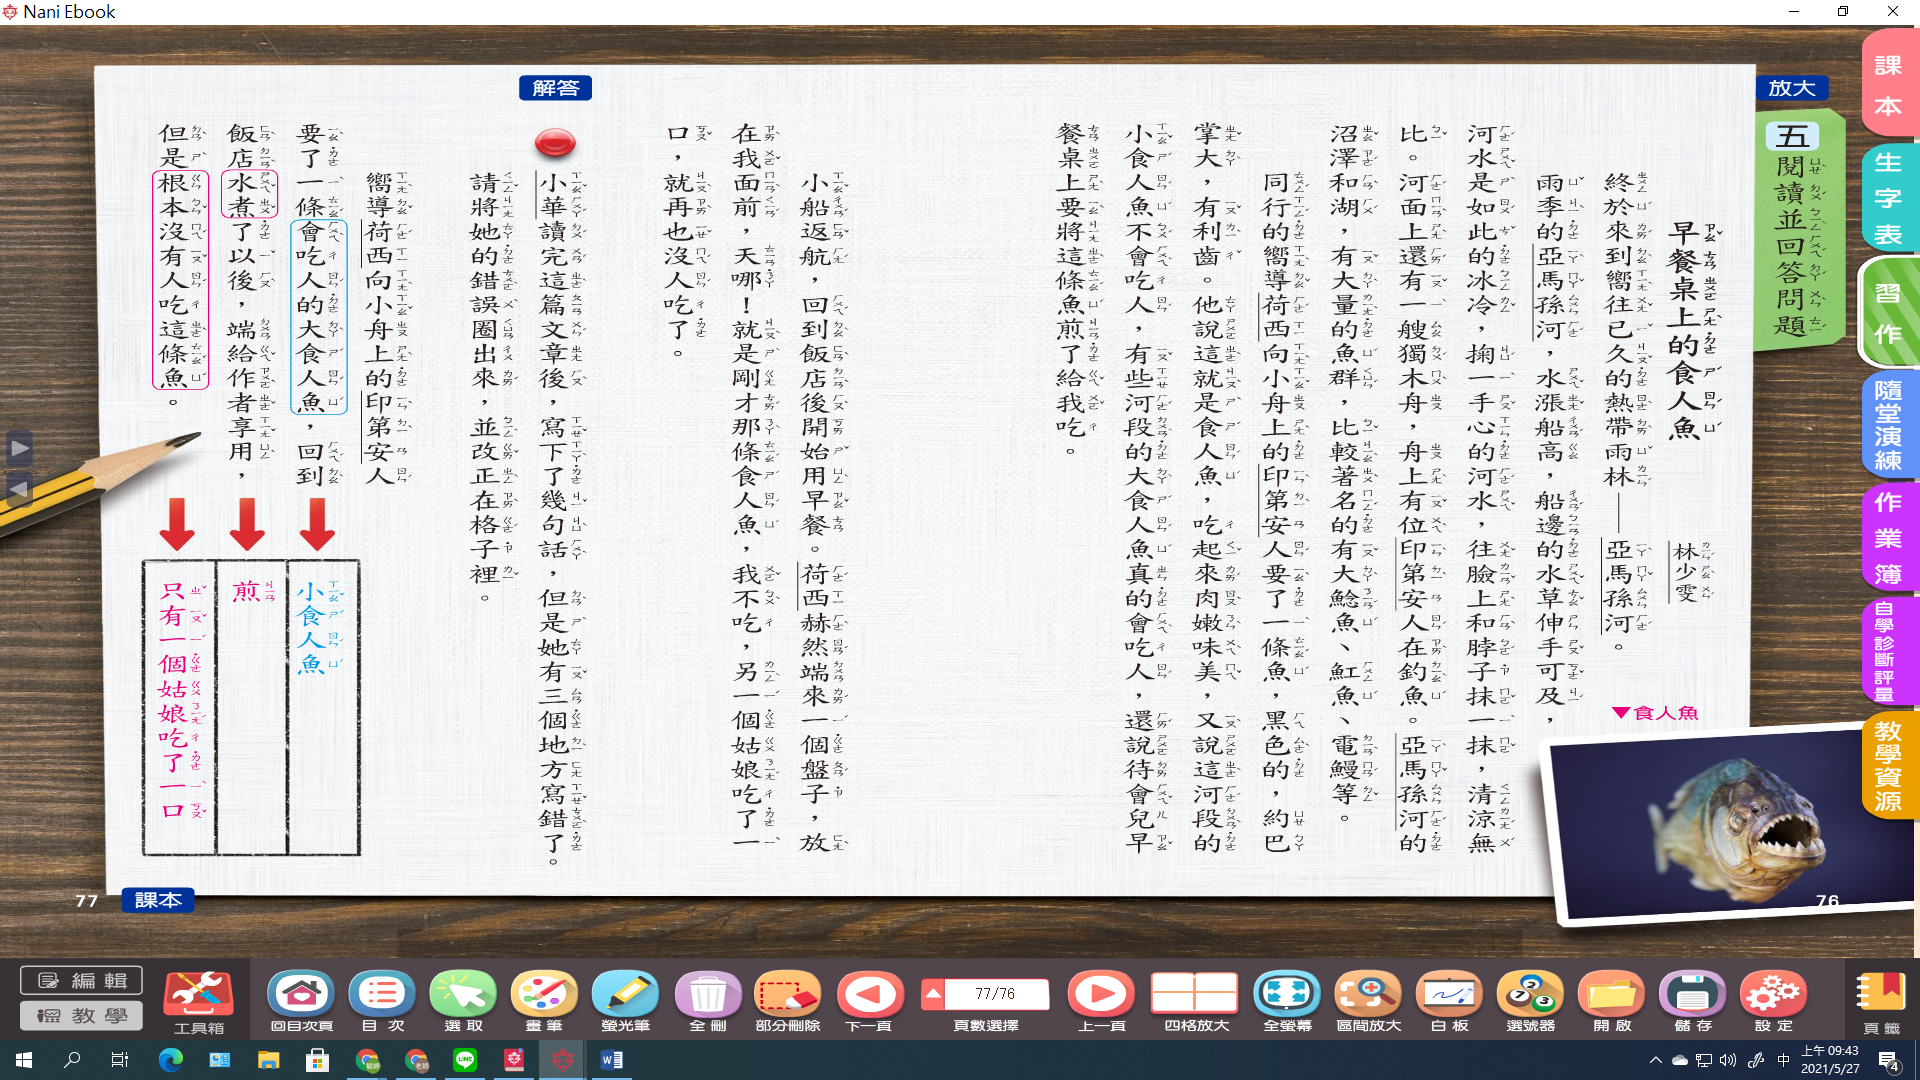 Nani Ebook
放大
五
閱讀並回答問題
早餐桌上的食人魚
林少雯
終於來到嚮往已久的熱帶雨林——亞馬孫河。
雨季的亞馬孫河，水漲船高，船邊的水草伸手可及，
河水是如此的冰冷，掬一手心的河水，往臉上和脖子抹一抹，清涼無
比。河面上還有一艘獨木舟，舟上有位印第安人在釣魚。亞馬孫河的
沼澤和湖，有大量的魚群，比較著名的有大鯰魚、魟魚、電鰻等。
同行的嚮導荷西向小舟上的印第安人要了一條魚，黑色的，約巴
掌大，有利齒。他說這就是食人魚，吃起來肉嫩味美，又說這河段的
小食人魚不會吃人，有些河段的大食人魚真的會吃人，還說待會兒早
餐桌上要將這條魚煎了給我吃。
▼食人魚
76
小船返航，回到飯店後開始用早餐。荷西赫然端來一個盤子，放
在我面前，天哪！就是剛才那條食人魚，我不吃，另一個姑娘吃了一
口，就再也沒人吃了。
解答
小華讀完這篇文章後，寫下了幾句話，但是她有三個地方寫錯了。
請將她的錯誤圈出來，並改正在格子裡。
嚮導荷西向小舟上的印第安人
要了一條會吃人的大食人魚，回到
飯店水煮了以後，端給作者享用，
但是根本沒有人吃這條魚。
小食人魚
煎
只有一個姑娘吃了一口
77
課本
課本
生字表
習作
隨堂演練
作業簿
自學診斷評量
教學資源
編輯
教學
工具箱
回目次頁
目次
選取
畫筆
螢光筆
全刪
部分刪除
下一頁
77/76
頁數選擇
上一頁
四格放大
全螢幕
區間放大
白板
選號器
開啟
儲存
設定
頁籤
中
上午 09:43
2021/5/27
4